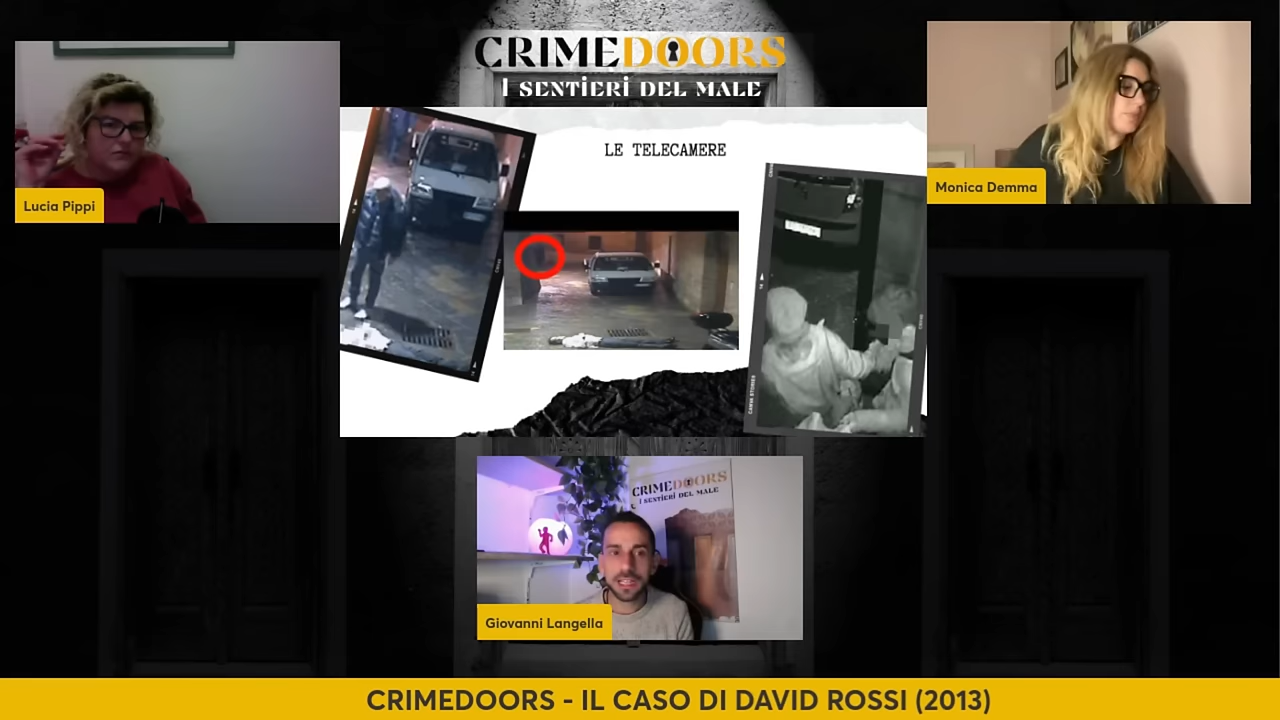 CRIMEDOORS
I SENTIERI DEL MALE
LE TELECAMERE
Lucia Pippi
Monica Demma
CRIMEDOORS
I SENTIERI DEL MALE
Giovanni Langella
CRIMEDOORS - IL CASO DI DAVID ROSSI (2013)